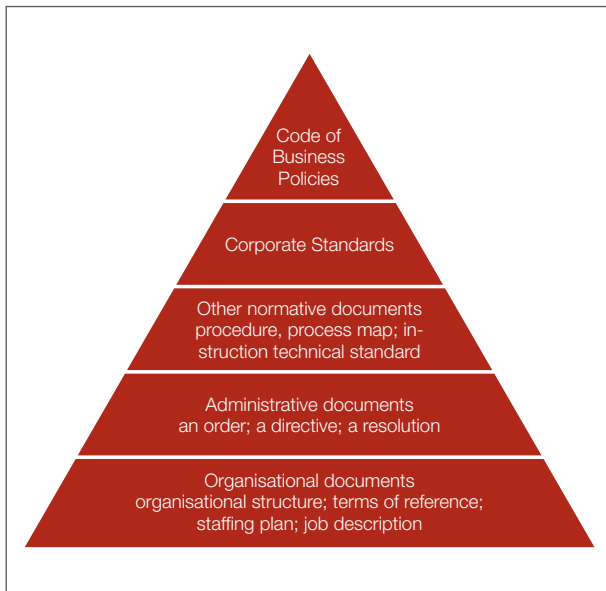 Code of
Business
Policies
Corporate Standards
Other normative documents
procedure, process map; in-
struction technical standard
Administrative documents
an order; a directive; a resolution
Organisational documents
organisational structure; terms of reference;
staffing plan; job description